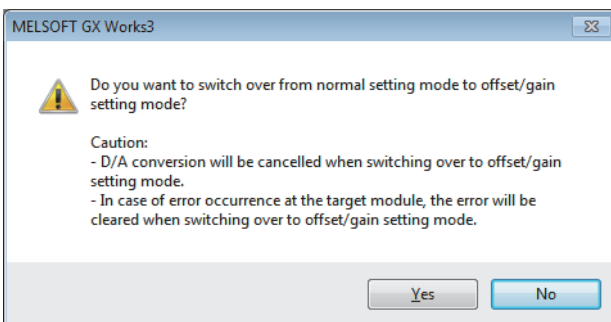 MELSOFT GX Works3
Do you want to switch over from normal setting mode to offset/gain
setting mode?
Caution:
- D/A conversion will be cancelled when switching over to offset/gain
setting mode.
- In case of error occurrence at the target module, the error will be
cleared when switching over to offset/gain setting mode.
Yes
No